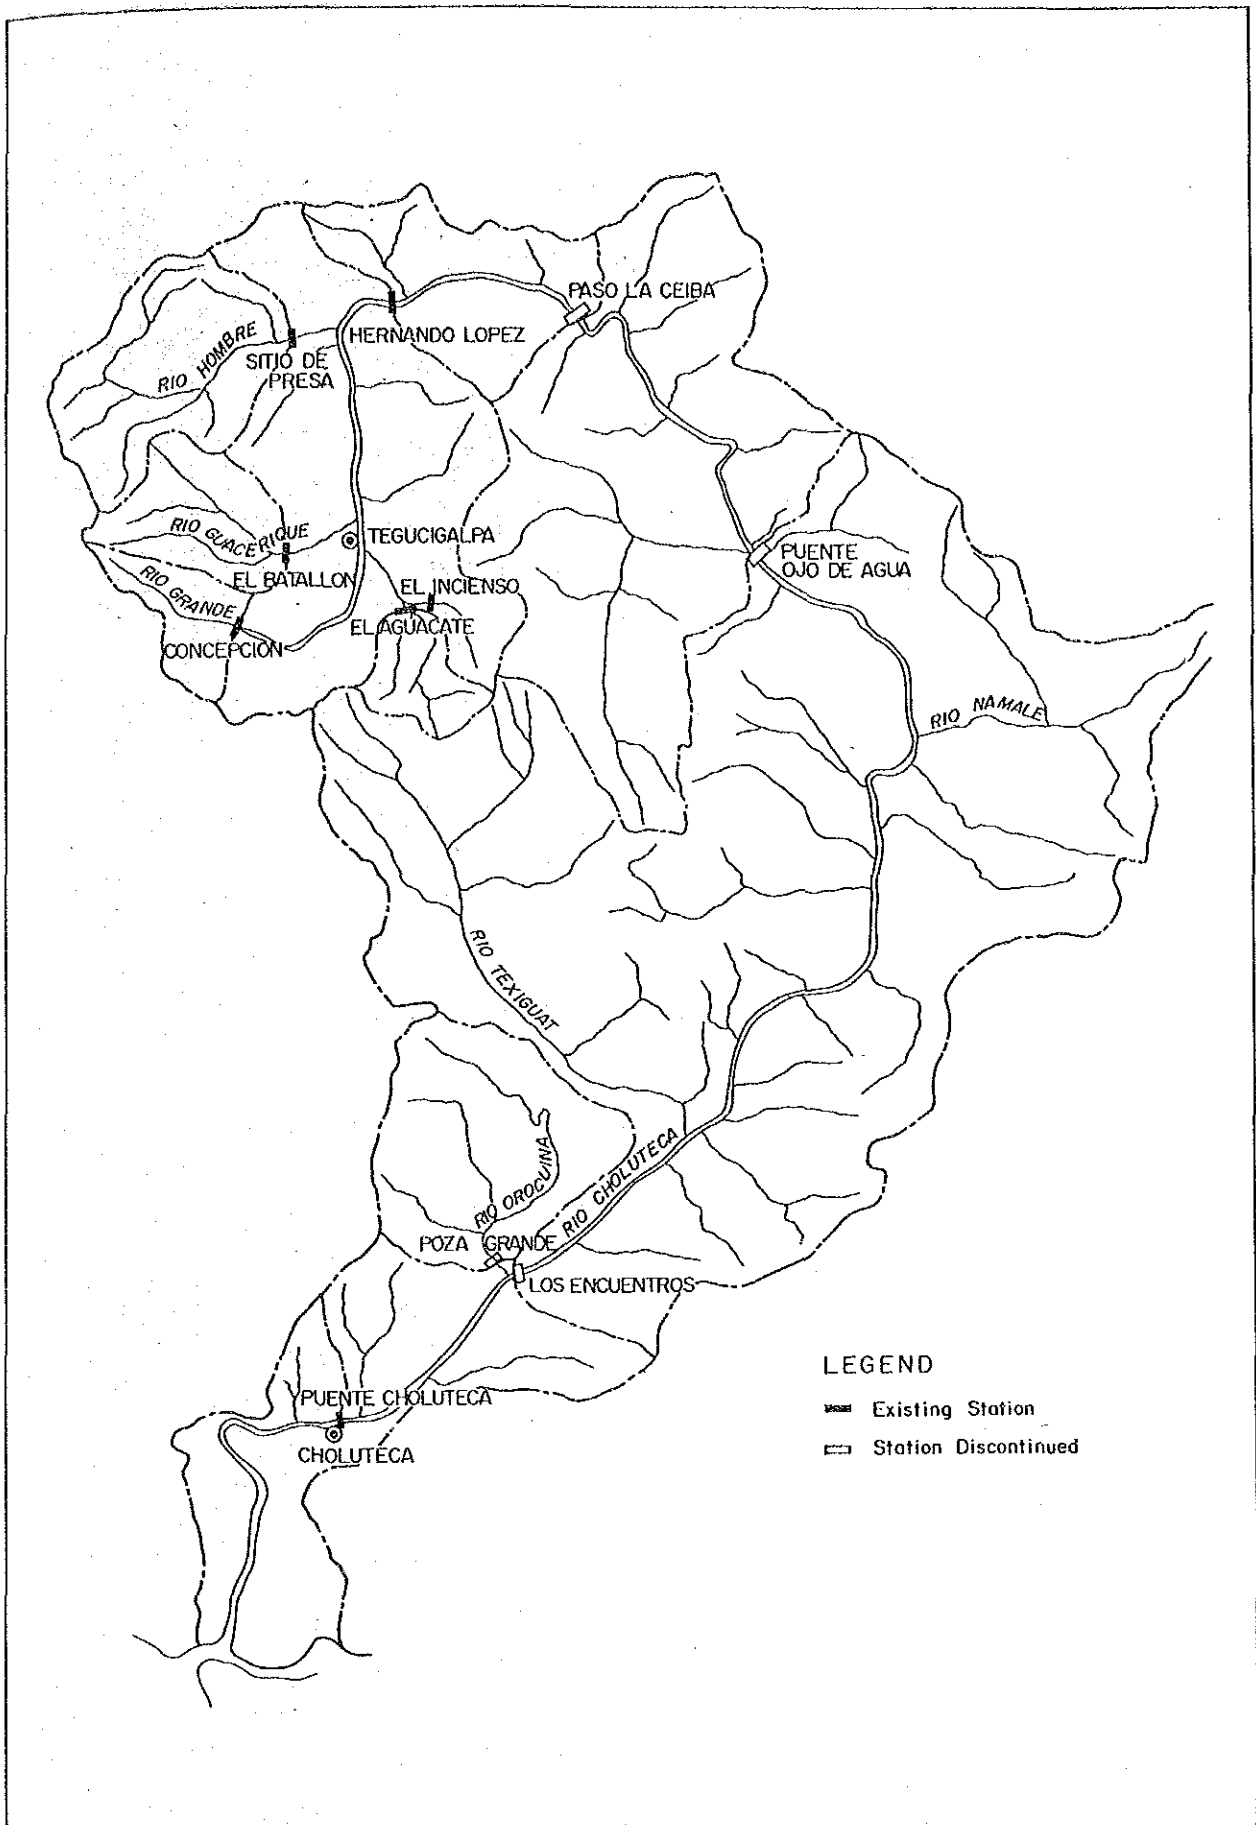 PASO LA CEIBA
HERNANDO LOPEZ
RIO HOMBRE
SITIO DE
PRESA
RIO GUACERIQUE
TEGUCIGALPA
PUENTE
OJO DE AGUA
EL BATALLON
EL INCIENSO
RIO GRANDE
EL AGUACATE
CONCEPCION
RIO NAMALE
RIO TEXIGUAT
RIO CHOLUTECA
RIO OROCUINA
POZA GRANDE
LOS ENCUENTROS
LEGEND
PUENTE CHOLUTECA
Existing Station
CHOLUTECA
Station Discontinued